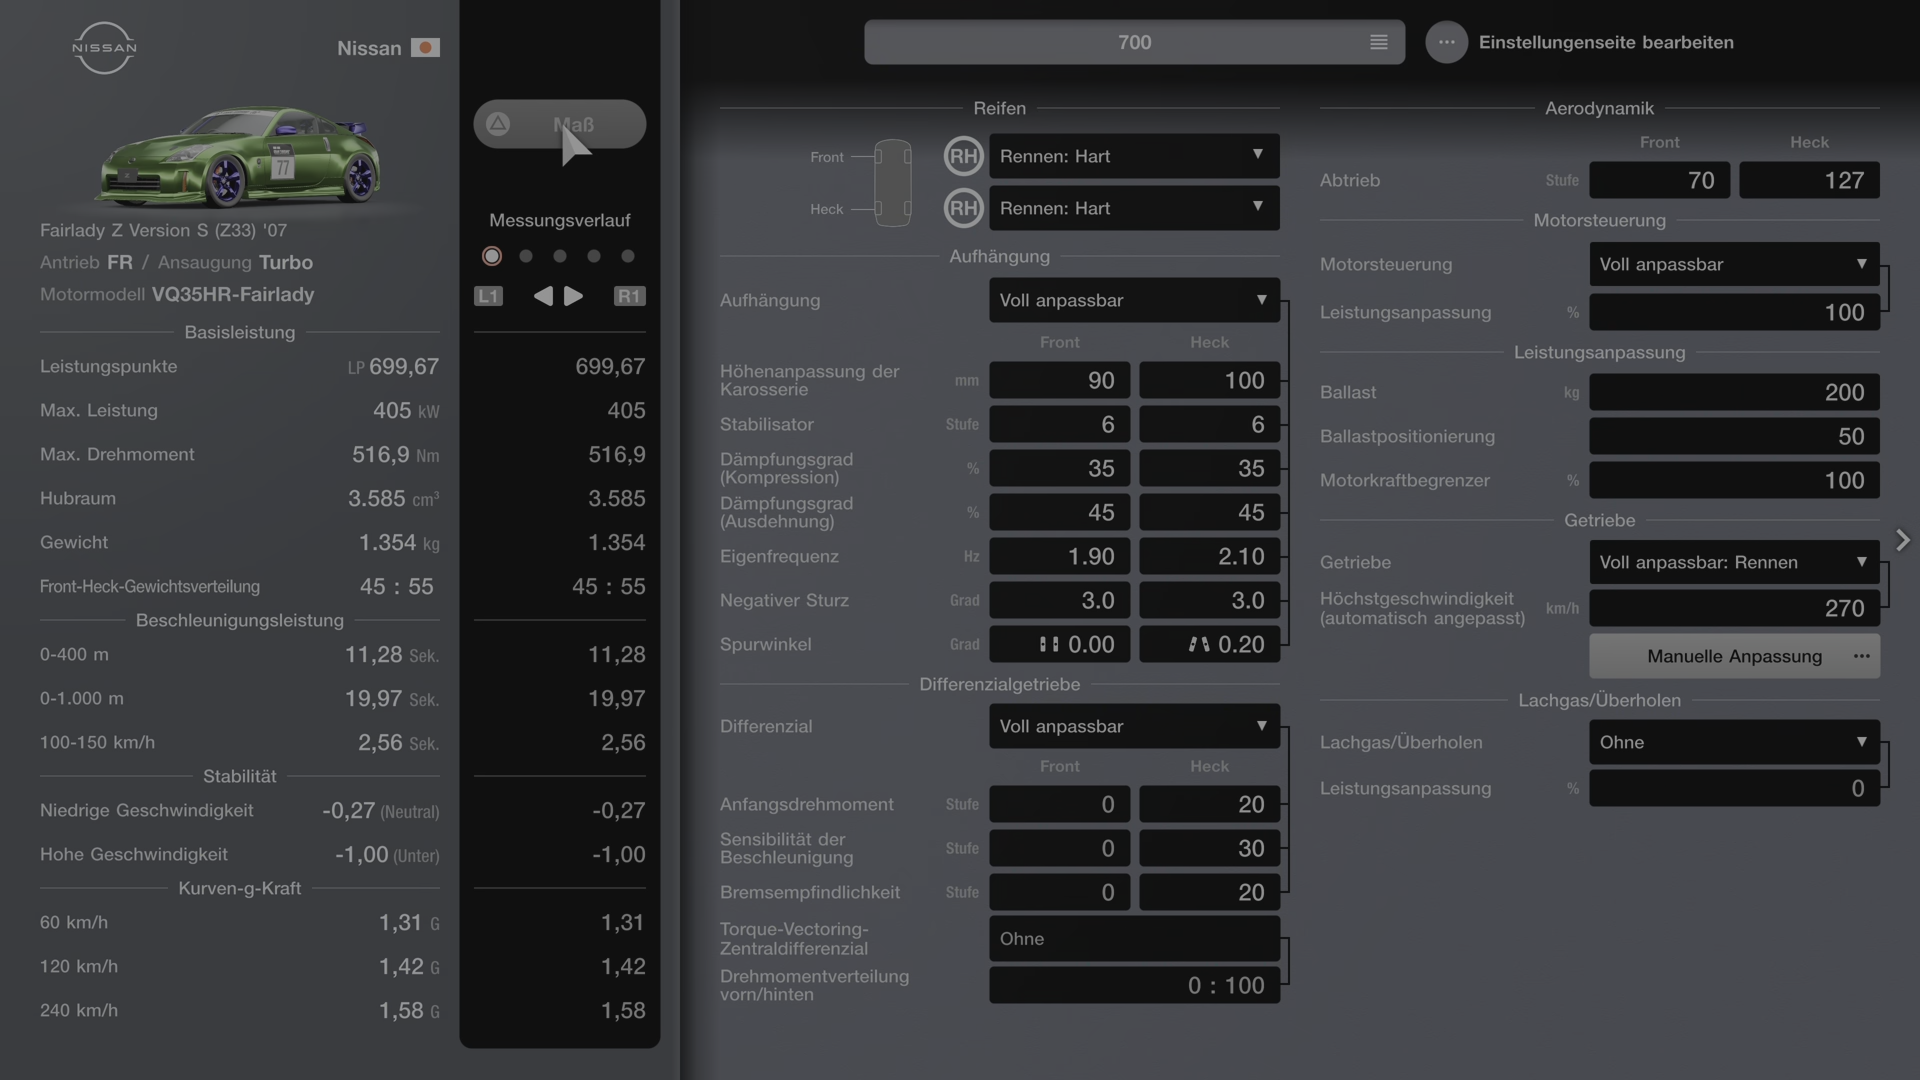 NISSAN
Nissan
77
Fairlady Z Version S (Z33) '07
Antrieb FR / Ansaugung Turbo
Motormodell VQ35HR-Fairlady
Basisleistung
Leistungspunkte LP 699,67
Max. Leistung 405 kW
Max. Drehmoment 516,9 Nm
Hubraum 3.585 cm³
Gewicht 1.354 kg
Front-Heck-Gewichtsverteilung 45 : 55
Beschleunigungsleistung
0-400 m 11,28 Sek.
0-1.000 m 19,97 Sek.
100-150 km/h 2,56 Sek.
Stabilität
Niedrige Geschwindigkeit -0,27 (Neutral)
Hohe Geschwindigkeit -1,00 (Unter)
Kurven-g-Kraft
60 km/h 1,31 G
120 km/h 1,42 G
240 km/h 1,58 G
Maß
Messungsverlauf
L1 R1
699,67
405
516,9
3.585
1.354
45 : 55
11,28
19,97
2,56
-0,27
-1,00
1,31
1,42
1,58
700
Einstellungenseite bearbeiten
Reifen
Front RH Rennen: Hart
Heck RH Rennen: Hart
Aufhängung
Aufhängung Voll anpassbar
Front Heck
Höhenanpassung der
Karosserie mm 90 100
Stabilisator Stufe 6 6
Dämpfungsgrad
(Kompression) % 35 35
Dämpfungsgrad
(Ausdehnung) % 45 45
Eigenfrequenz Hz 1.90 2.10
Negativer Sturz Grad 3.0 3.0
Spurwinkel Grad 0.00 0.20
Differenzialgetriebe
Differenzial Voll anpassbar
Front Heck
Anfangsdrehmoment Stufe 0 20
Sensibilität der
Beschleunigung Stufe 0 30
Bremsempfindlichkeit Stufe 0 20
Torque-Vectoring-
Zentraldifferenzial Ohne
Drehmomentverteilung
vorn/hinten 0 : 100
Aerodynamik
Front Heck
Abtrieb Stufe 70 127
Motorsteuerung
Motorsteuerung Voll anpassbar
Leistungsanpassung % 100
Leistungsanpassung
Ballast kg 200
Ballastpositionierung 50
Motorkraftbegrenzer % 100
Getriebe
Getriebe Voll anpassbar: Rennen
Höchstgeschwindigkeit
(automatisch angepasst) km/h 270
Manuelle Anpassung
Lachgas/Überholen
Lachgas/Überholen Ohne
Leistungsanpassung % 0